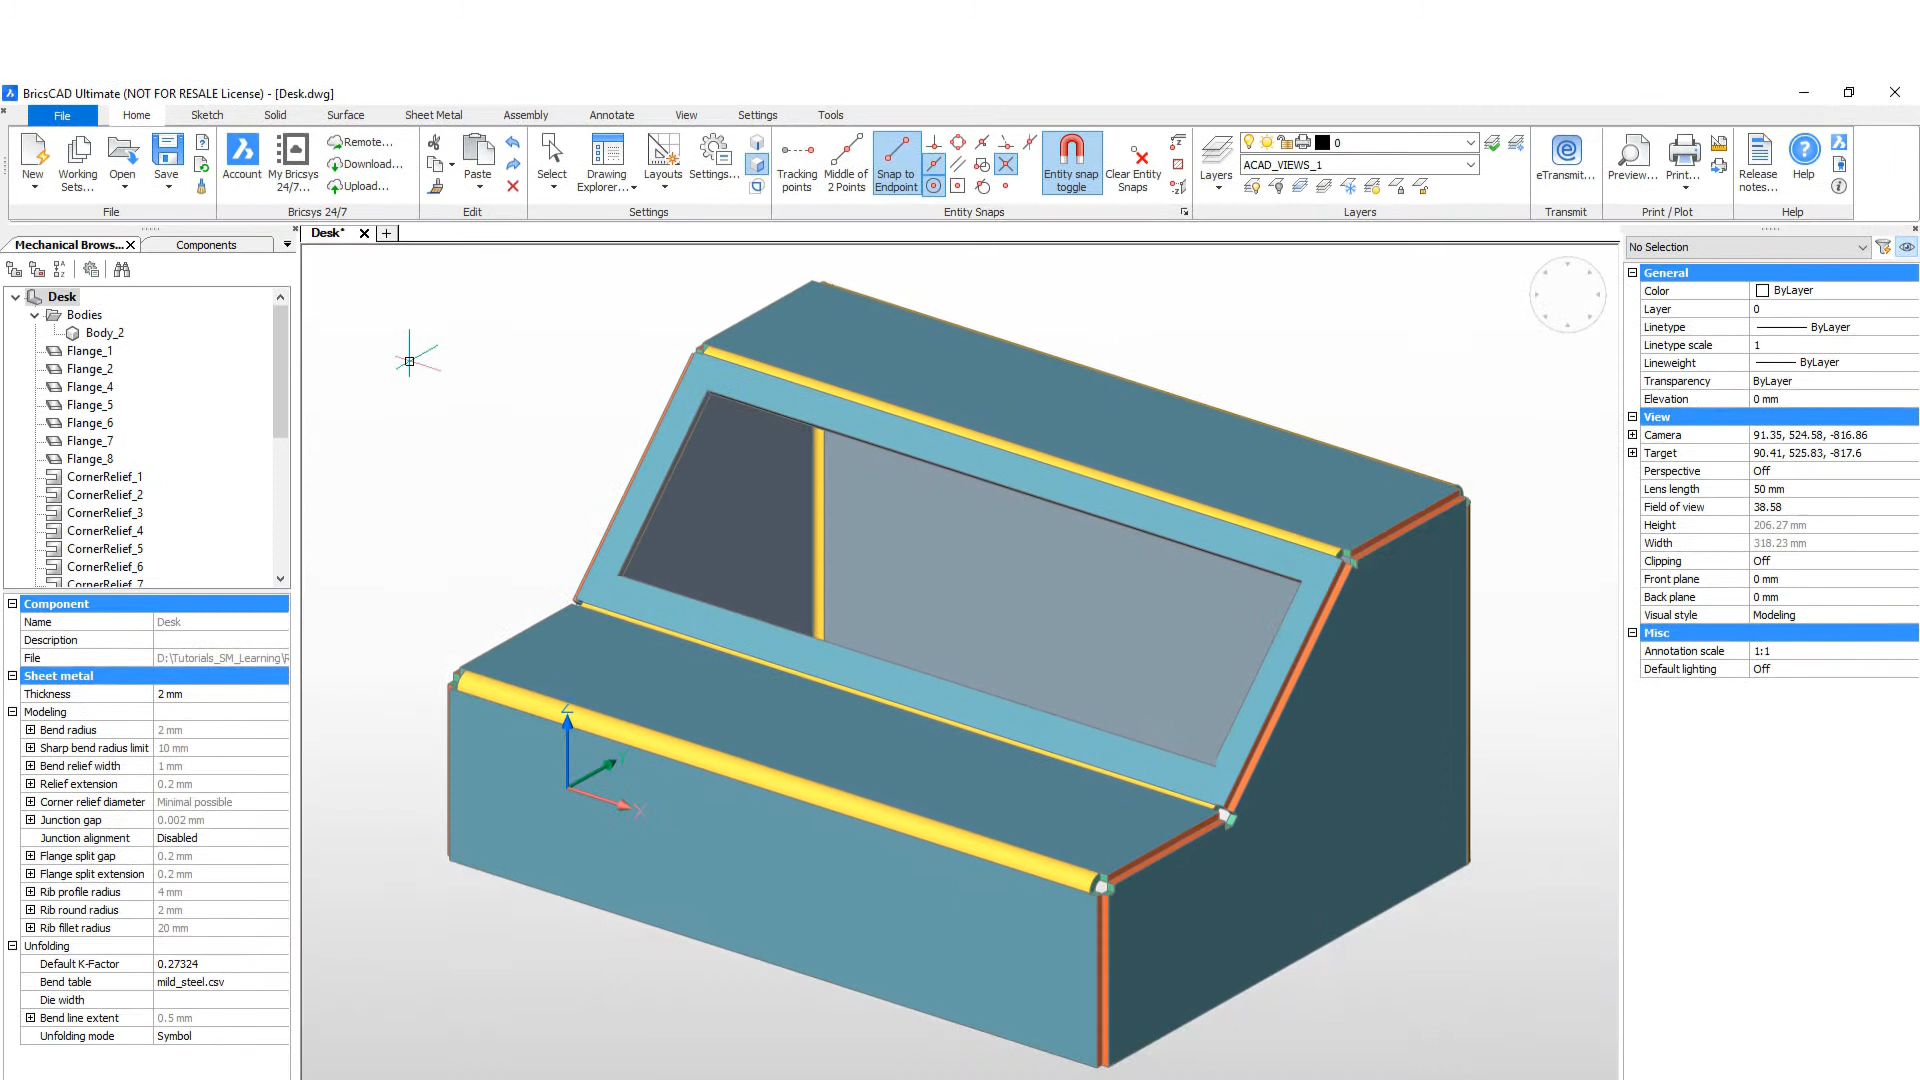 BricsCAD Ultimate (NOT FOR RESALE License) - [Desk.dwg]
File Home Sketch Solid Surface Sheet Metal Assembly Annotate View Settings Tools
New
Working
Sets...
Open
Save
Account
My Bricsys
24/7...
Remote...
Download...
Upload...
Paste
Select
Drawing
Explorer...
Layouts
Settings...
Tracking
points
Middle of
2 Points
Snap to
Endpoint
Entity snap
toggle
Clear Entity
Snaps
Layers
0
ACAD_VIEWS_1
eTransmit...
Preview...
Print...
Release
notes...
Help
File Bricsys 24/7 Edit Settings Entity Snaps Layers Transmit Print / Plot Help
Mechanical Brows... Components
Desk*
Desk
Bodies
Body_2
Flange_1
Flange_2
Flange_4
Flange_5
Flange_6
Flange_7
Flange_8
CornerRelief_1
CornerRelief_2
CornerRelief_3
CornerRelief_4
CornerRelief_5
CornerRelief_6
CornerRelief_7
Component
Name Desk
Description
File D:\Tutorials_SM_Learning\
Sheet metal
Thickness 2 mm
Modeling
Bend radius 2 mm
Sharp bend radius limit 10 mm
Bend relief width 1 mm
Relief extension 0.2 mm
Corner relief diameter Minimal possible
Junction gap 0.002 mm
Junction alignment Disabled
Flange split gap 0.2 mm
Flange split extension 0.2 mm
Rib profile radius 4 mm
Rib round radius 2 mm
Rib fillet radius 20 mm
Unfolding
Default K-Factor 0.27324
Bend table mild_steel.csv
Die width
Bend line extent 0.5 mm
Unfolding mode Symbol
Z
Y
X
No Selection
General
Color ByLayer
Layer 0
Linetype ByLayer
Linetype scale 1
Lineweight ByLayer
Transparency ByLayer
Elevation 0 mm
View
Camera 91.35, 524.58, -816.86
Target 90.41, 525.83, -817.6
Perspective Off
Lens length 50 mm
Field of view 38.58
Height 206.27 mm
Width 318.23 mm
Clipping Off
Front plane 0 mm
Back plane 0 mm
Visual style Modeling
Misc
Annotation scale 1:1
Default lighting Off